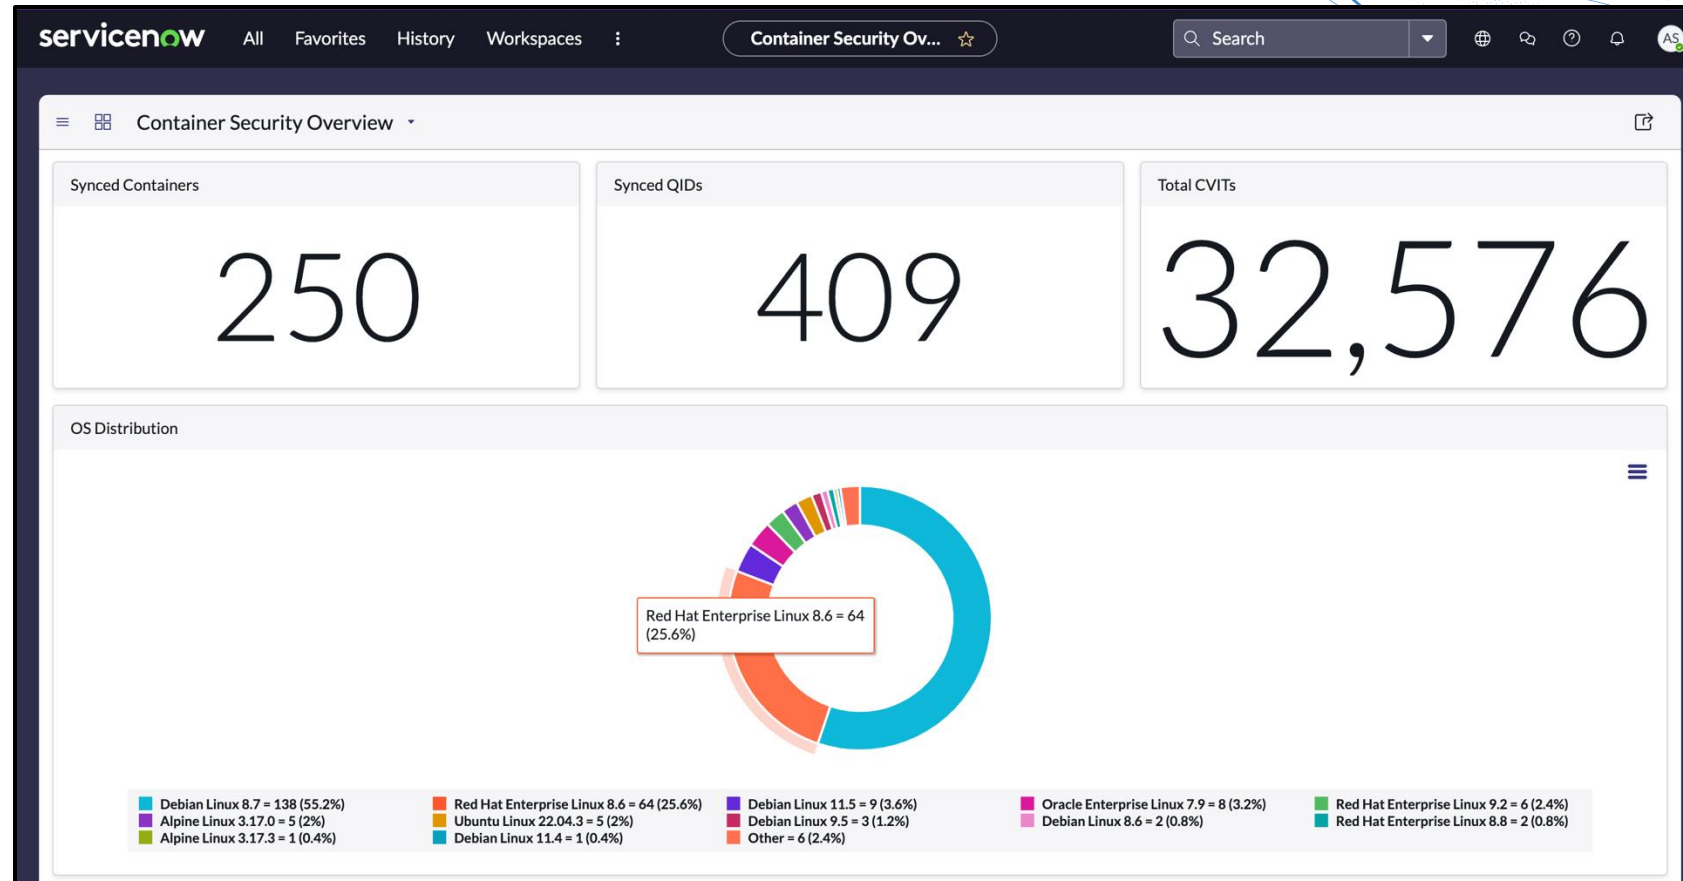 servicenow All Favorites History Workspaces Container Security Ov... Search AS
Container Security Overview
Synced Containers
250
Synced QIDs
409
Total CVITs
32,576
OS Distribution
Red Hat Enterprise Linux 8.6 = 64
(25.6%)
Debian Linux 8.7 = 138 (55.2%) Red Hat Enterprise Linux 8.6 = 64 (25.6%) Debian Linux 11.5 = 9 (3.6%) Oracle Enterprise Linux 7.9 = 8 (3.2%) Red Hat Enterprise Linux 9.2 = 6 (2.4%)
Alpine Linux 3.17.0 = 5 (2%) Ubuntu Linux 22.04.3 = 5 (2%) Debian Linux 9.5 = 3 (1.2%) Debian Linux 8.6 = 2 (0.8%) Red Hat Enterprise Linux 8.8 = 2 (0.8%)
Alpine Linux 3.17.3 = 1 (0.4%) Debian Linux 11.4 = 1 (0.4%) Other = 6 (2.4%)